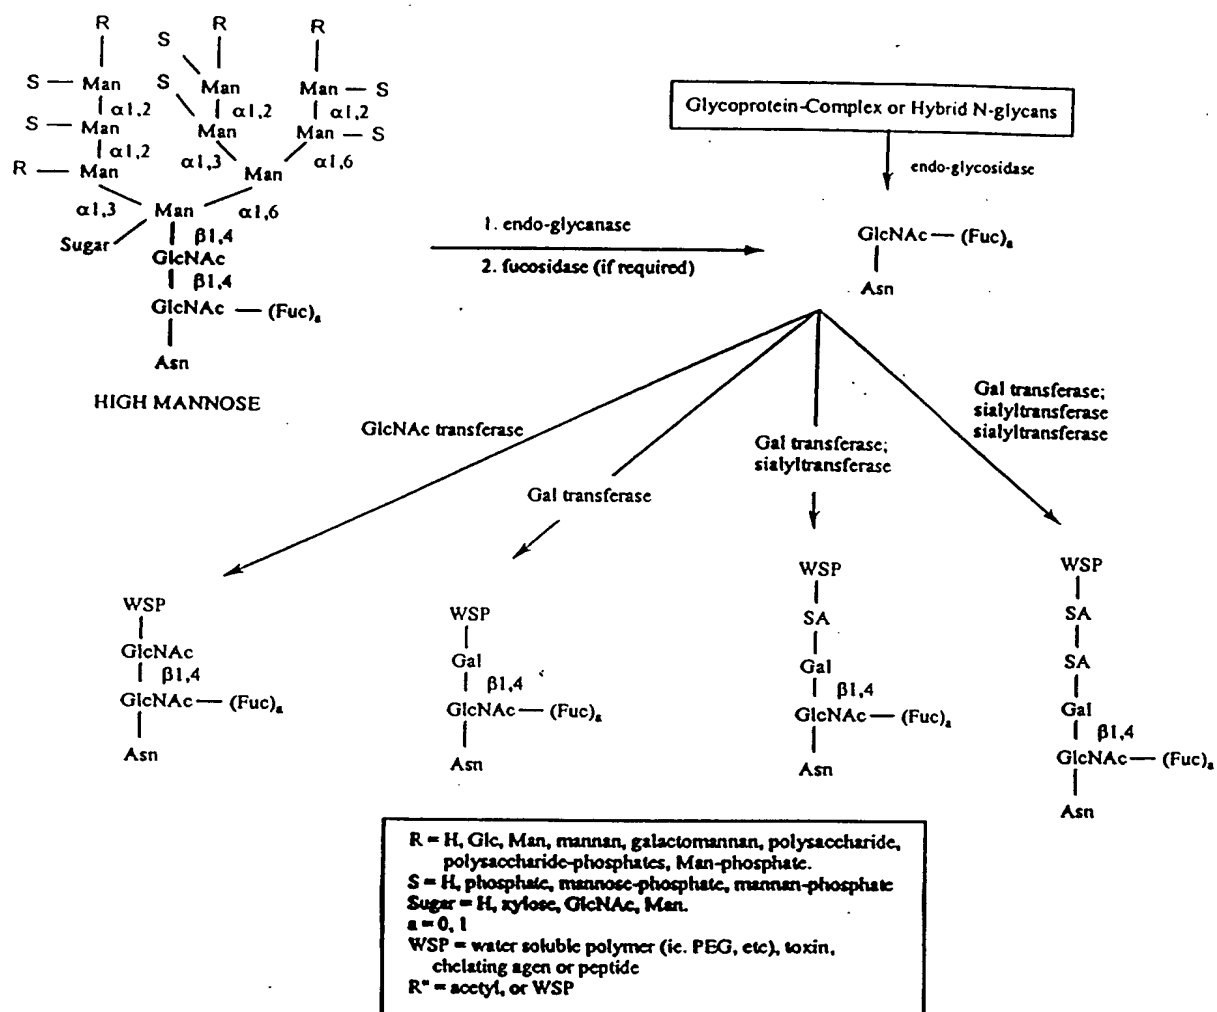 R R R
S
S — Man Man Man — S
S
α1,2 α1,2 α1,2
S — Man Man Man — S
α1,2 α1,3 α1,6
R — Man Man
α1,3 Man α1,6
Sugar β1,4
GlcNAc
β1,4
GlcNAc — (Fuc)a
Asn
HIGH MANNOSE
1. endo-glycanase
2. fucosidase (if required)
Glycoprotein-Complex or Hybrid N-glycans
endo-glycosidase
GlcNAc — (Fuc)a
Asn
GlcNAc transferase
Gal transferase
Gal transferase;
sialyltransferase
Gal transferase;
sialyltransferase
sialyltransferase
WSP
GlcNAc
β1,4
GlcNAc — (Fuc)a
Asn
WSP
Gal
β1,4
GlcNAc — (Fuc)a
Asn
WSP
SA
Gal
β1,4
GlcNAc — (Fuc)a
Asn
WSP
SA
SA
Gal
β1,4
GlcNAc — (Fuc)a
Asn
R = H, Glc, Man, mannan, galactomannan, polysaccharide,
polysaccharide-phosphates, Man-phosphate.
S = H, phosphate, mannose-phosphate, mannan-phosphate
Sugar = H, xylose, GlcNAc, Man.
a = 0, 1
WSP = water soluble polymer (ie. PEG, etc), toxin,
chelating agen or peptide
R" = acetyl, or WSP